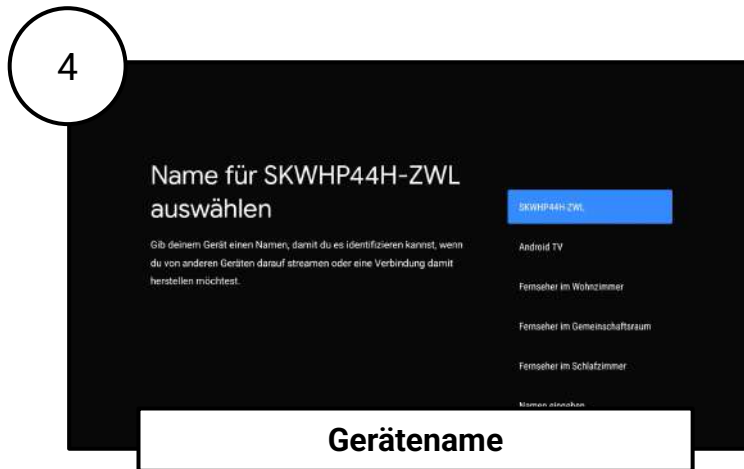 4
Name für SKWHP44H-ZWL
auswählen
Gib deinem Gerät einen Namen, damit du es identifizieren kannst, wenn
du von anderen Geräten darauf streamen oder eine Verbindung damit
herstellen möchtest.
SKWHP44H-ZWL
Android TV
Fernseher im Wohnzimmer
Fernseher im Gemeinschaftsraum
Fernseher im Schlafzimmer
Namen eingeben
Gerätename